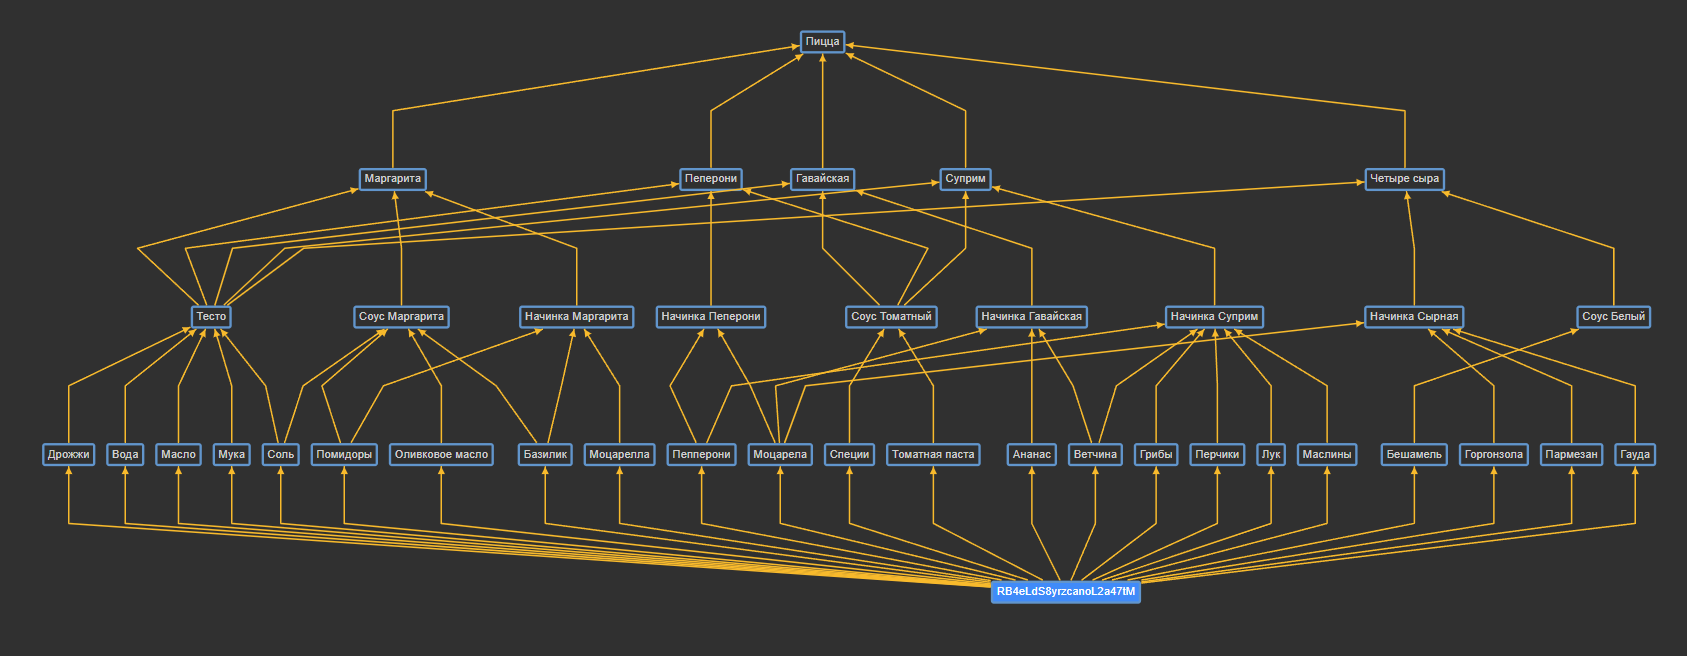 Пицца
Маргарита
Пеперони
Гавайская
Суприм
Четыре сыра
Тесто
Соус Маргарита
Начинка Маргарита
Начинка Пеперони
Соус Томатный
Начинка Гавайская
Начинка Суприм
Начинка Сырная
Соус Белый
Дрожжи
Вода
Масло
Мука
Соль
Помидоры
Оливковое масло
Базилик
Моцарелла
Пепперони
Моцарела
Специи
Томатная паста
Ананас
Ветчина
Грибы
Перчики
Лук
Маслины
Бешамель
Горгонзола
Пармезан
Гауда
RB4eLdS8yrzcanoL2a47tM